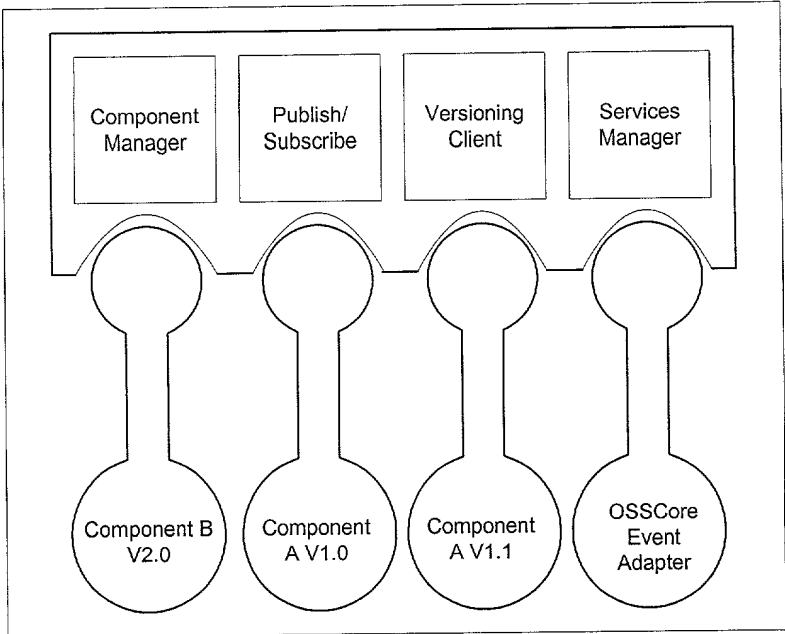 Component
Manager
Publish/
Subscribe
Versioning
Client
Services
Manager
Component B
V2.0
Component
A V1.0
Component
A V1.1
OSSCore
Event
Adapter